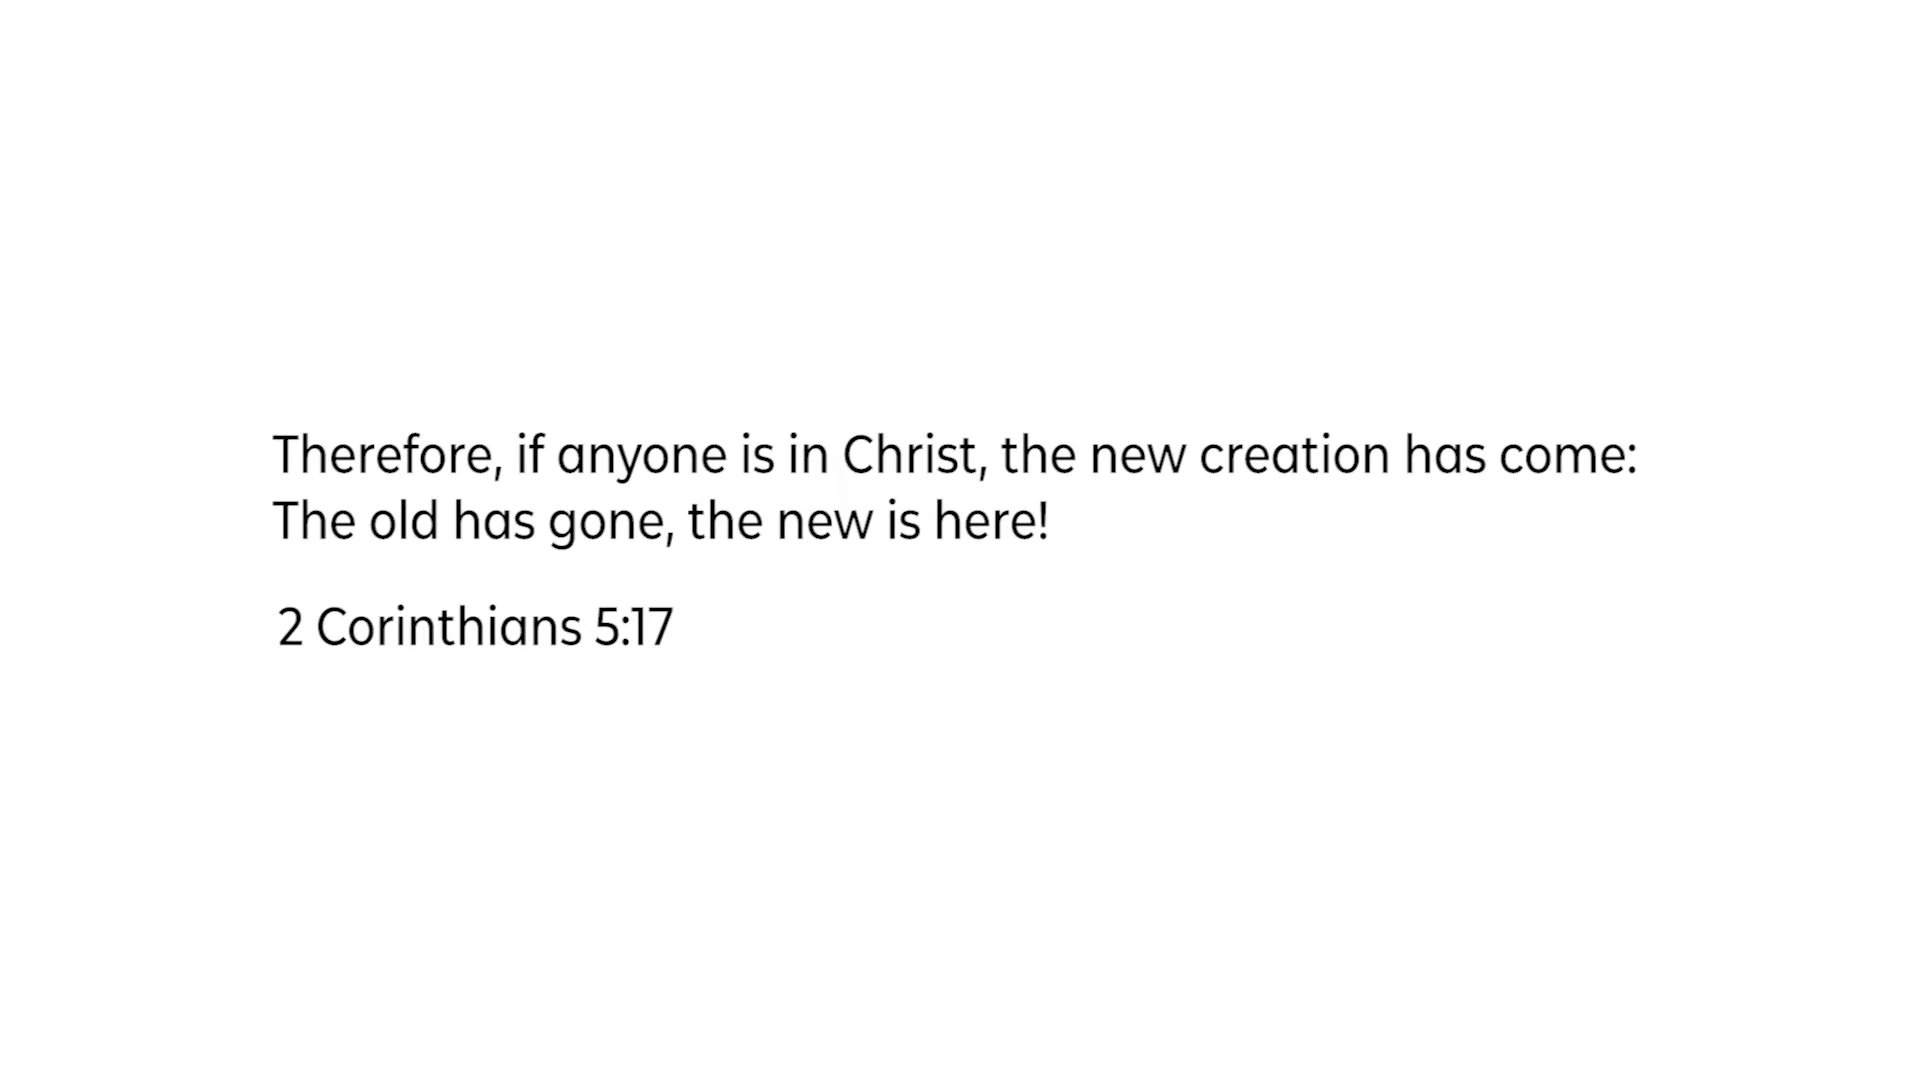 Therefore, if anyone is in Christ, the new creation has come:
The old has gone, the new is here!
2 Corinthians 5:17